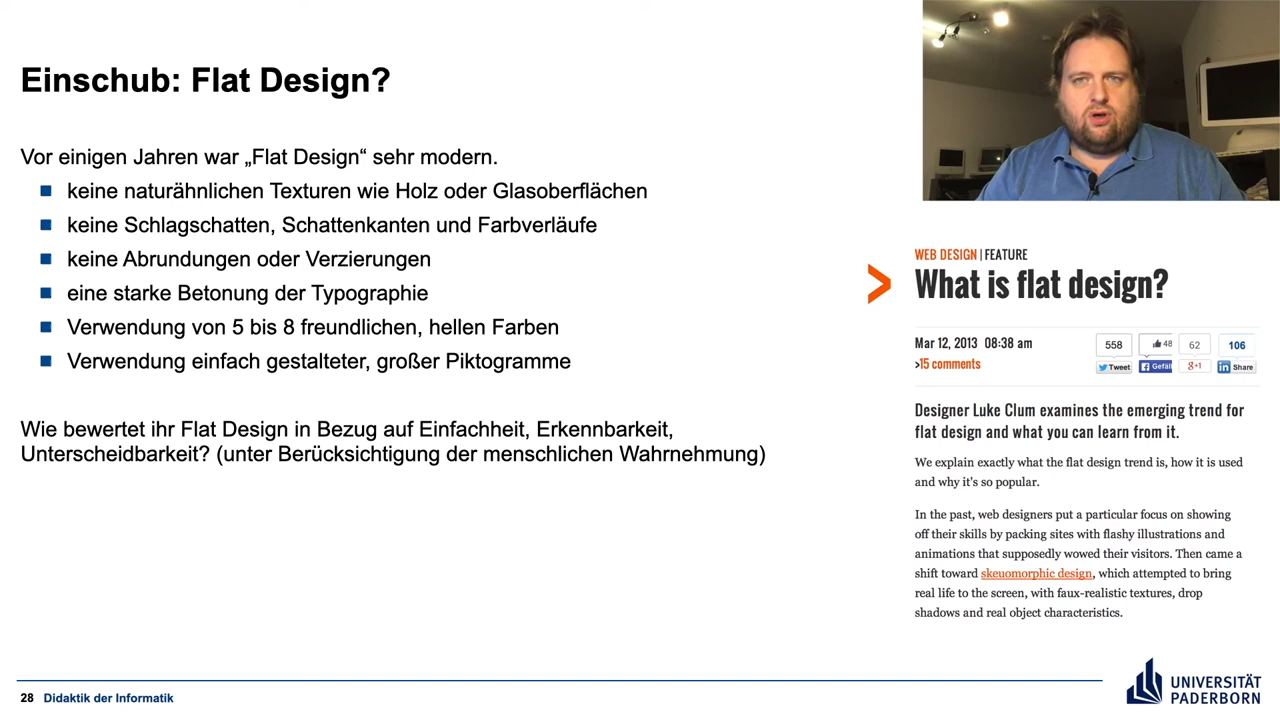 Einschub: Flat Design?
Vor einigen Jahren war „Flat Design“ sehr modern.
keine naturähnlichen Texturen wie Holz oder Glasoberflächen
keine Schlagschatten, Schattenkanten und Farbverläufe
keine Abrundungen oder Verzierungen
eine starke Betonung der Typographie
Verwendung von 5 bis 8 freundlichen, hellen Farben
Verwendung einfach gestalteter, großer Piktogramme
Wie bewertet ihr Flat Design in Bezug auf Einfachheit, Erkennbarkeit,
Unterscheidbarkeit? (unter Berücksichtigung der menschlichen Wahrnehmung)
WEB DESIGN | FEATURE
> What is flat design?
Mar 12, 2013 08:38 am
558 48 62 106
>15 comments
Tweet Gefäll g+1 Share
Designer Luke Clum examines the emerging trend for
flat design and what you can learn from it.
We explain exactly what the flat design trend is, how it is used
and why it's so popular.
In the past, web designers put a particular focus on showing
off their skills by packing sites with flashy illustrations and
animations that supposedly wowed their visitors. Then came a
shift toward skeuomorphic design, which attempted to bring
real life to the screen, with faux-realistic textures, drop
shadows and real object characteristics.
28 Didaktik der Informatik
UNIVERSITÄT
PADERBORN